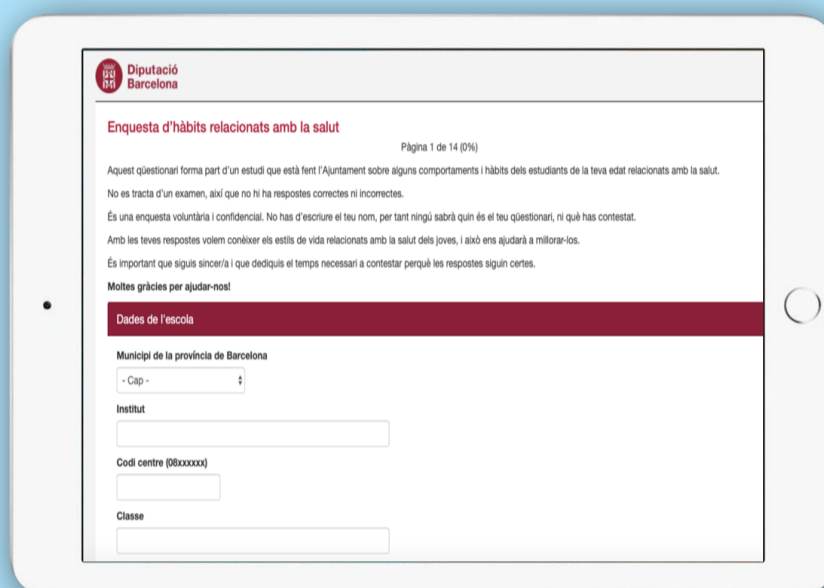 Diputació
Barcelona
Enquesta d'hàbits relacionats amb la salut
Pàgina 1 de 14 (0%)
Aquest qüestionari forma part d'un estudi que està fent l'Ajuntament sobre alguns comportaments i hàbits dels estudiants de la teva edat relacionats amb la salut.
No es tracta d'un examen, així que no hi ha respostes correctes ni incorrectes.
És una enquesta voluntària i confidencial. No has d'escriure el teu nom, per tant ningú sabrà quin és el teu qüestionari, ni què has contestat.
Amb les teves respostes volem conèixer els estils de vida relacionats amb la salut dels joves, i això ens ajudarà a millorar-los.
És important que siguis sincer/a i que dediquis el temps necessari a contestar perquè les respostes siguin certes.
Moltes gràcies per ajudar-nos!
Dades de l'escola
Municipi de la província de Barcelona
- Cap -
Institut
Codi centre (08xxxxxx)
Classe